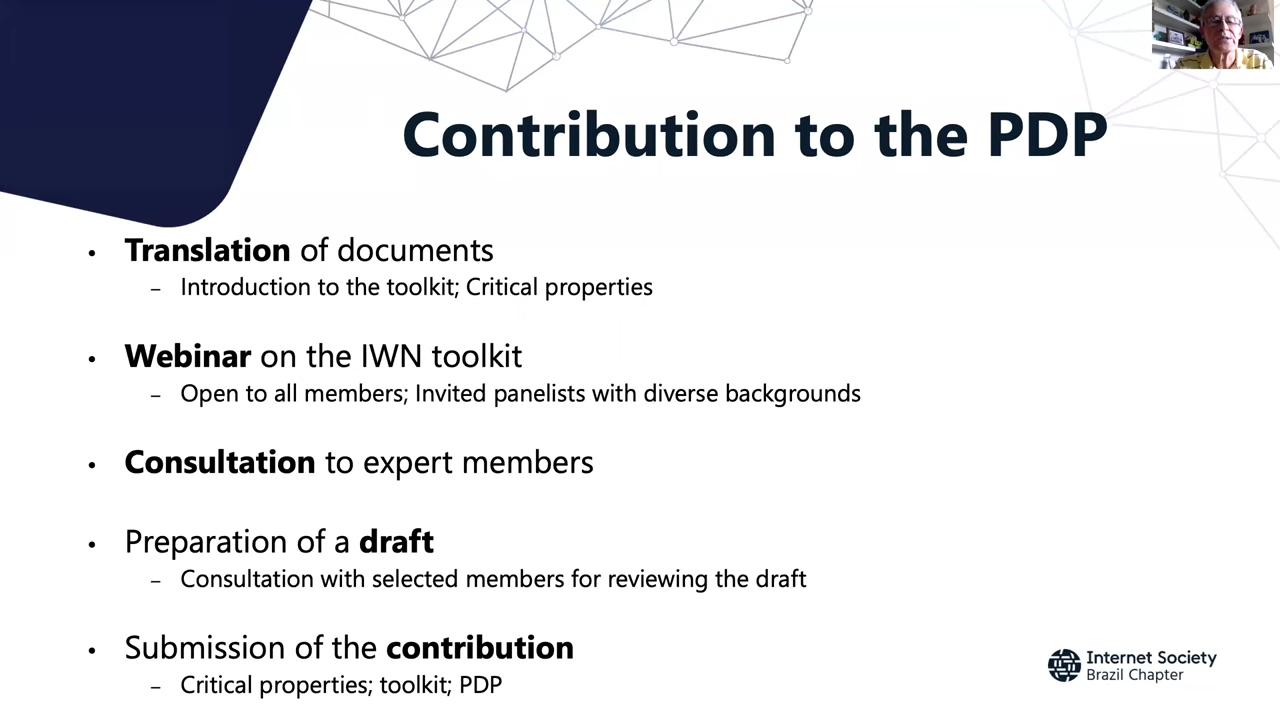 Contribution to the PDP
• Translation of documents
– Introduction to the toolkit; Critical properties
• Webinar on the IWN toolkit
– Open to all members; Invited panelists with diverse backgrounds
• Consultation to expert members
• Preparation of a draft
– Consultation with selected members for reviewing the draft
• Submission of the contribution
– Critical properties; toolkit; PDP
Internet Society
Brazil Chapter